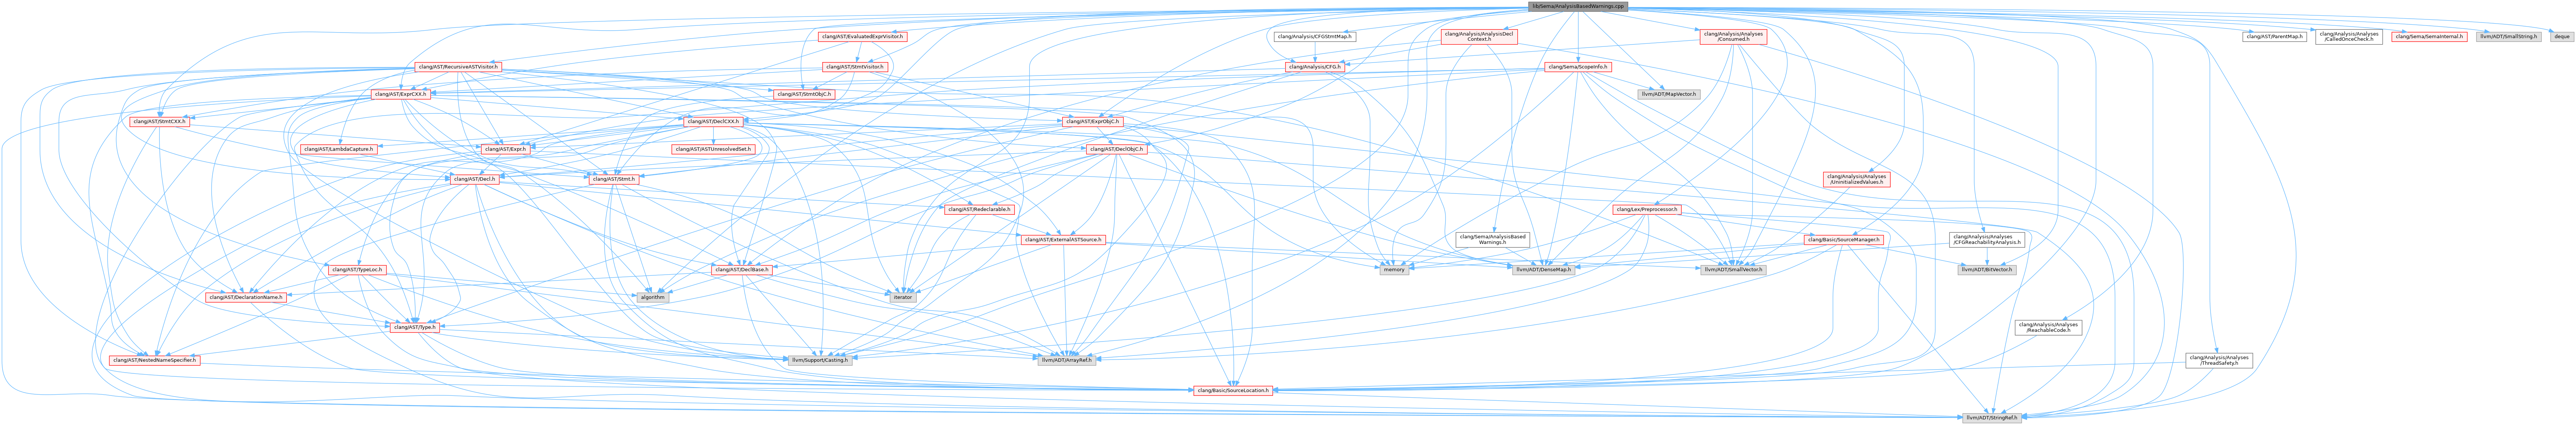 lib/Sema/AnalysisBasedWarnings.cpp
clang/AST/EvaluatedExprVisitor.h
clang/Analysis/CFGStmtMap.h
clang/Analysis/AnalysisDecl
Context.h
clang/Analysis/Analyses
/Consumed.h
clang/AST/ParentMap.h
clang/Analysis/Analyses
/CalledOnceCheck.h
clang/Sema/SemaInternal.h
llvm/ADT/SmallString.h
deque
clang/AST/RecursiveASTVisitor.h
clang/AST/StmtVisitor.h
clang/Analysis/CFG.h
clang/Sema/ScopeInfo.h
clang/AST/ExprCXX.h
clang/AST/StmtObjC.h
llvm/ADT/MapVector.h
clang/AST/StmtCXX.h
clang/AST/DeclCXX.h
clang/AST/ExprObjC.h
clang/AST/LambdaCapture.h
clang/AST/Expr.h
clang/AST/ASTUnresolvedSet.h
clang/AST/DeclObjC.h
clang/AST/Decl.h
clang/AST/Stmt.h
clang/Analysis/Analyses
/UninitializedValues.h
clang/AST/Redeclarable.h
clang/Lex/Preprocessor.h
clang/AST/ExternalASTSource.h
clang/Sema/AnalysisBased
Warnings.h
clang/Basic/SourceManager.h
clang/Analysis/Analyses
/CFGReachabilityAnalysis.h
clang/AST/TypeLoc.h
clang/AST/DeclBase.h
memory
llvm/ADT/DenseMap.h
llvm/ADT/SmallVector.h
llvm/ADT/BitVector.h
clang/AST/DeclarationName.h
algorithm
iterator
clang/AST/Type.h
clang/Analysis/Analyses
/ReachableCode.h
clang/AST/NestedNameSpecifier.h
llvm/Support/Casting.h
llvm/ADT/ArrayRef.h
clang/Analysis/Analyses
/ThreadSafety.h
clang/Basic/SourceLocation.h
llvm/ADT/StringRef.h